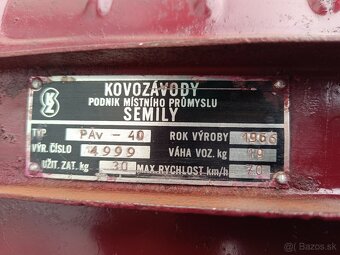 KOVOZÁVODY
PODNIK MÍSTNÍHO PRŮMYSLU
SEMILY
TYP PAv - 40 ROK VÝROBY 1966
VÝR. ČÍSLO 4999 VÁHA VOZ. kg
UŽIT. ZAT. kg 30 MAX RYCHLOST km/h 70
Bazos.sk